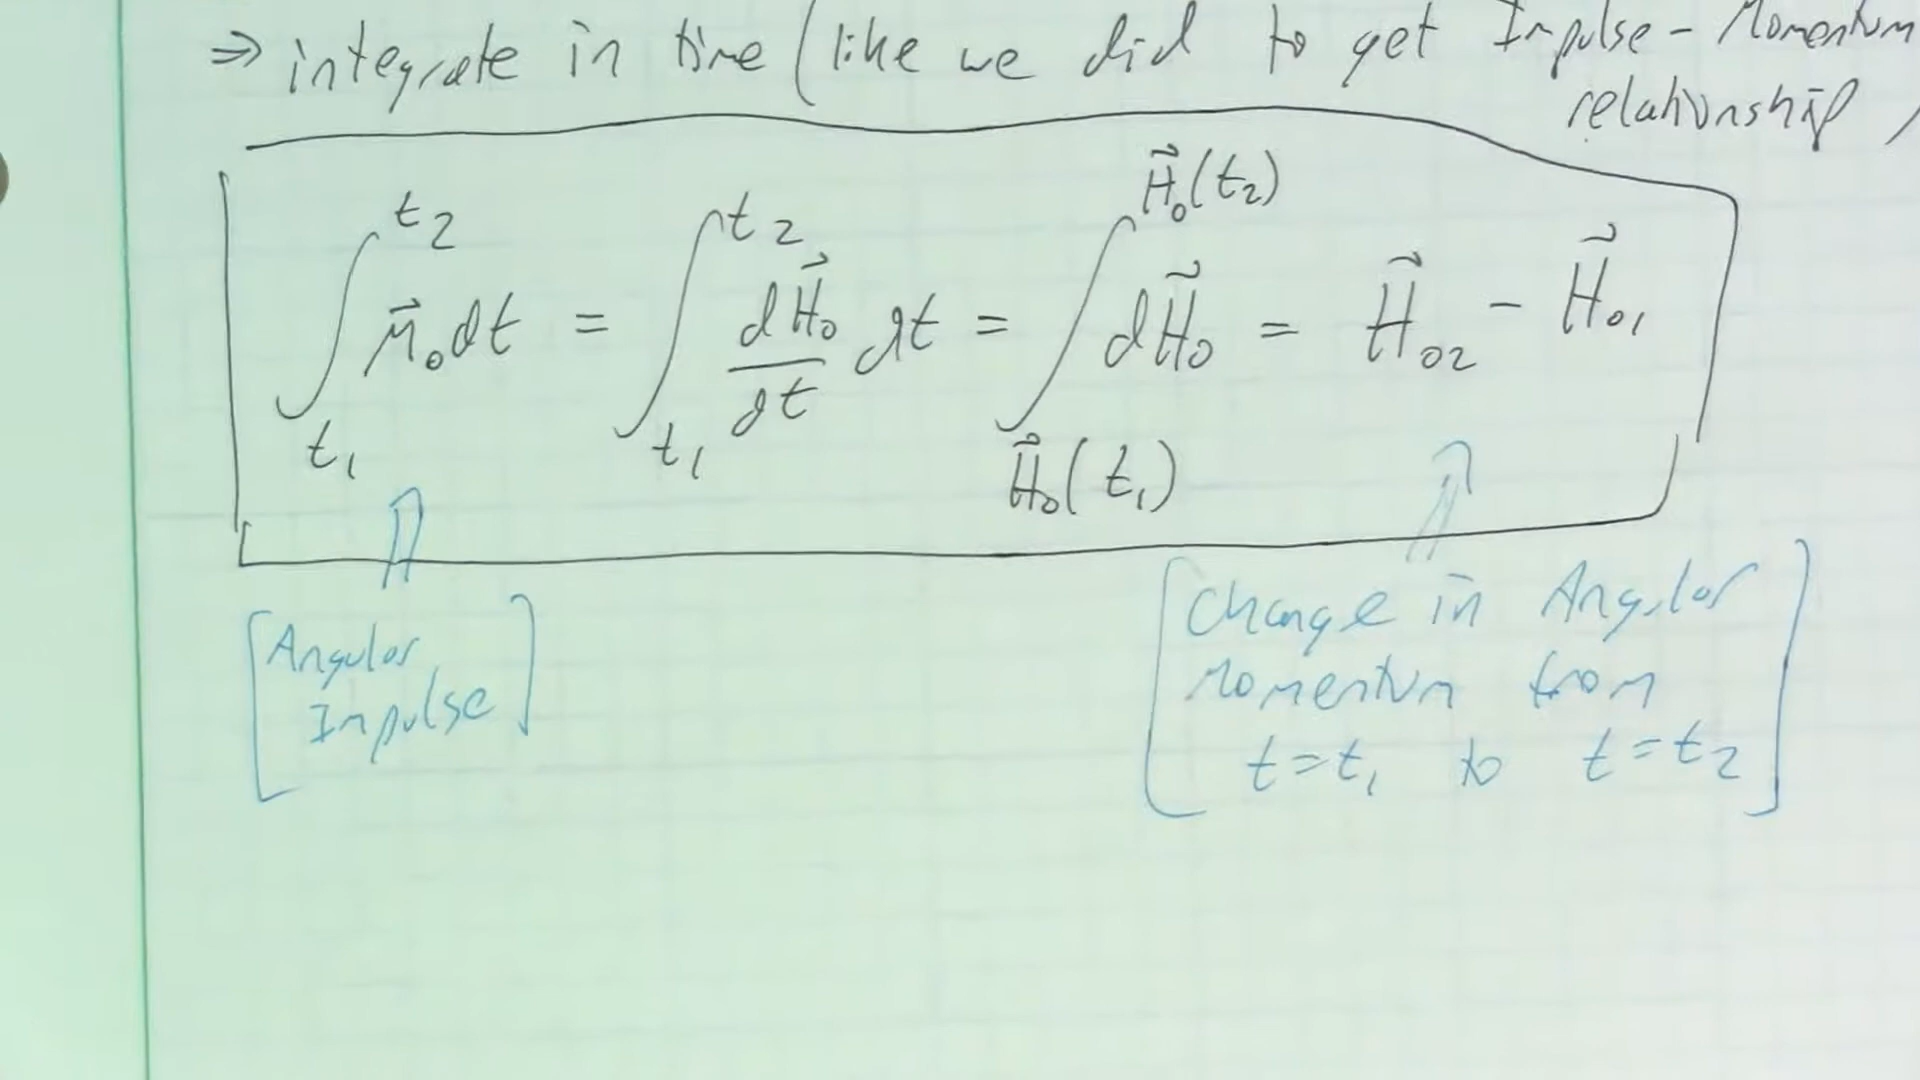 ⇒ integrate in time (like we did to get Impulse - Momentum
relationship)
∫_{t₁}^{t₂} M⃗₀ dt = ∫_{t₁}^{t₂} dH⃗₀/dt dt = ∫_{H⃗₀(t₁)}^{H⃗₀(t₂)} dH⃗₀ = H⃗₀₂ - H⃗₀₁
[Angular
Impulse]
[Change in Angular
Momentum from
t=t₁ to t=t₂]